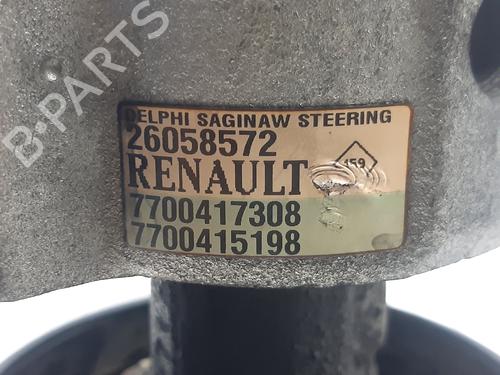 B-PARTS
DELPHI SAGINAW STEERING
26058572
RENAULT 159
7700417308
7700415198